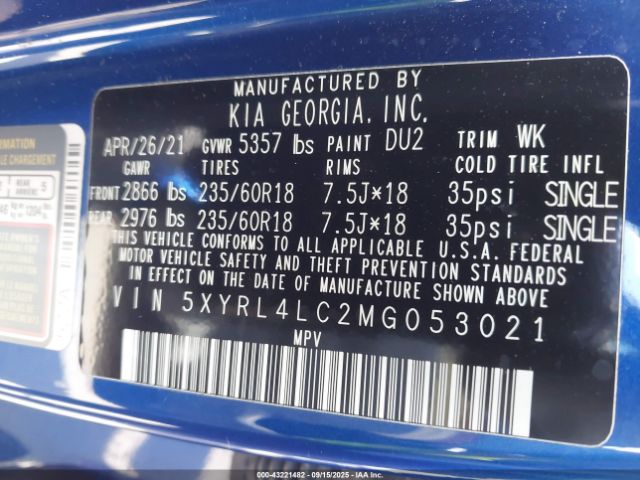 MANUFACTURED BY
KIA GEORGIA, INC.
APR/26/21 GVWR 5357 lbs PAINT DU2 TRIM WK
GAWR TIRES RIMS COLD TIRE INFL
FRONT 2866 lbs 235/60R18 7.5J×18 35psi SINGLE
REAR 2976 lbs 235/60R18 7.5J×18 35psi SINGLE
THIS VEHICLE CONFORMS TO ALL APPLICABLE U.S.A. FEDERAL
MOTOR VEHICLE SAFETY AND THEFT PREVENTION STANDARDS
IN EFFECT ON THE DATE OF MANUFACTURE SHOWN ABOVE
VIN 5XYRL4LC2MG053021
MPV
000-43221482 - 09/15/2025 - IAAI.COM